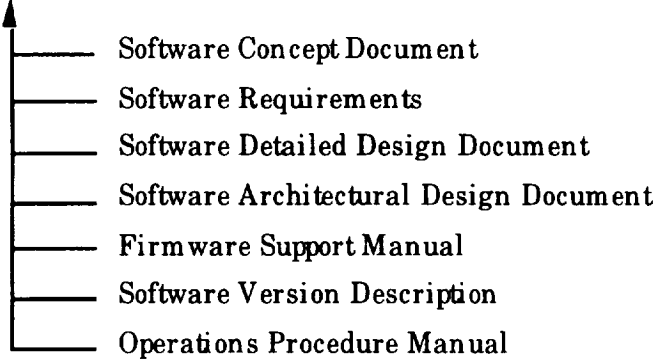 Software Concept Document
Software Requirements
Software Detailed Design Document
Software Architectural Design Document
Firmware Support Manual
Software Version Description
Operations Procedure Manual